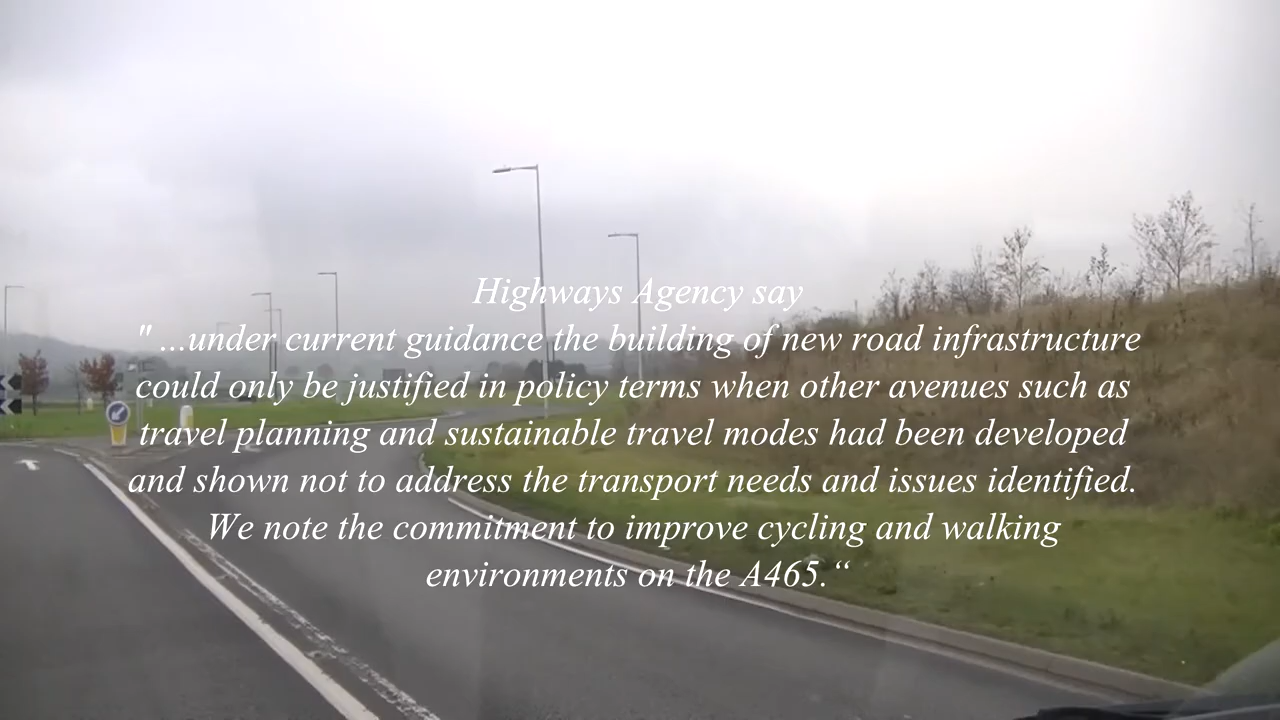 Highways Agency say
" ...under current guidance the building of new road infrastructure
could only be justified in policy terms when other avenues such as
travel planning and sustainable travel modes had been developed
and shown not to address the transport needs and issues identified.
We note the commitment to improve cycling and walking
environments on the A465.“